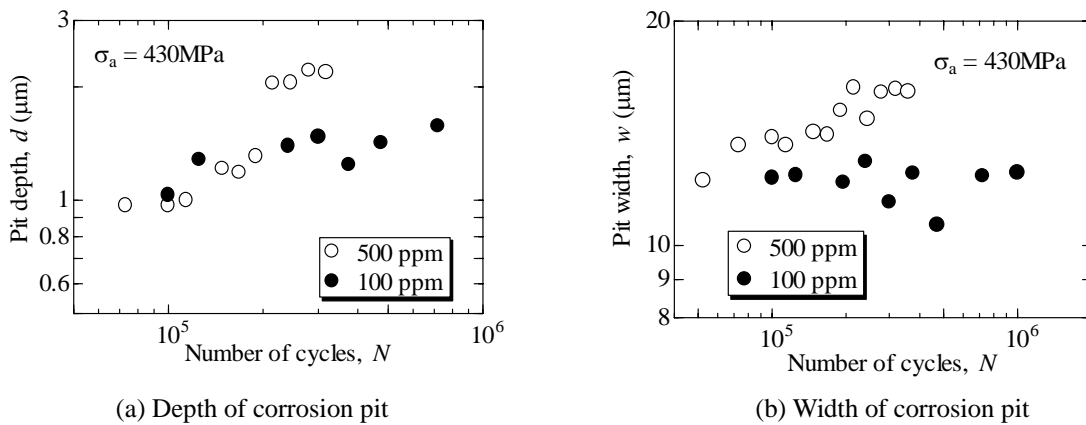 3
σa = 430MPa
Pit depth, d (μm)
1
0.8
0.6
500 ppm
100 ppm
10^5
10^6
Number of cycles, N
(a) Depth of corrosion pit
20
σa = 430MPa
Pit width, w (μm)
10
9
8
500 ppm
100 ppm
10^5
10^6
Number of cycles, N
(b) Width of corrosion pit